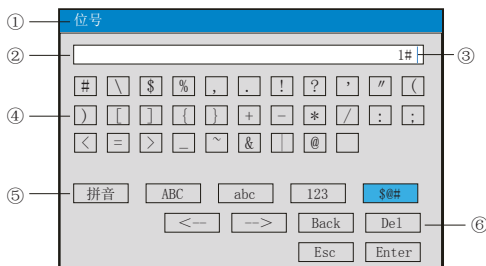 ① 位号
② 1# ③
# \ $ % , . ! ? ' " (
④ ) [ ] { } + - * / : ;
< = > _ ~ & | @
⑤ 拼音 ABC abc 123 $@#
<-- --> Back Del ⑥
Esc Enter